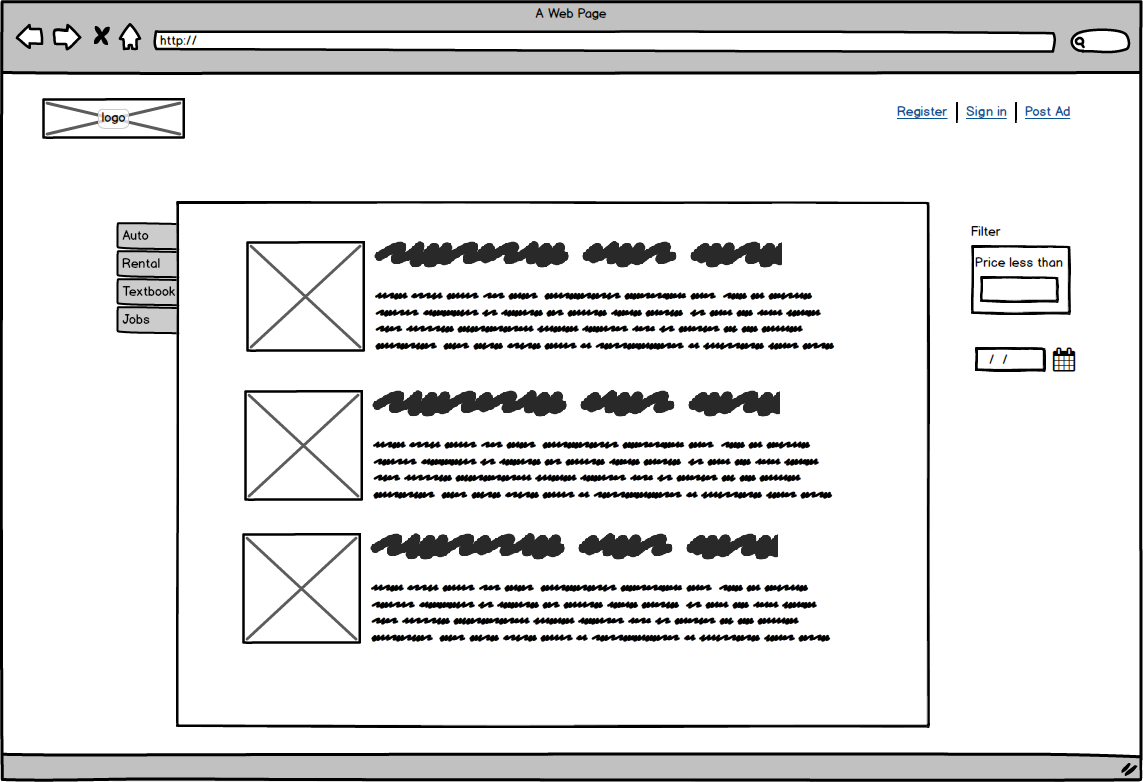 A Web Page
http://
logo
Register Sign in Post Ad
Auto
Rental
Textbook
Jobs
Filter
Price less than
/ /